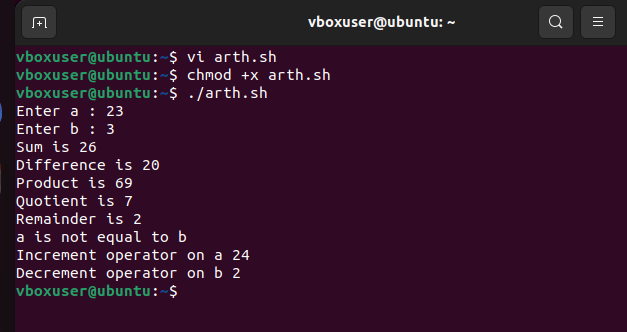 vboxuser@ubuntu: ~
vboxuser@ubuntu:~$ vi arth.sh
vboxuser@ubuntu:~$ chmod +x arth.sh
vboxuser@ubuntu:~$ ./arth.sh
Enter a : 23
Enter b : 3
Sum is 26
Difference is 20
Product is 69
Quotient is 7
Remainder is 2
a is not equal to b
Increment operator on a 24
Decrement operator on b 2
vboxuser@ubuntu:~$